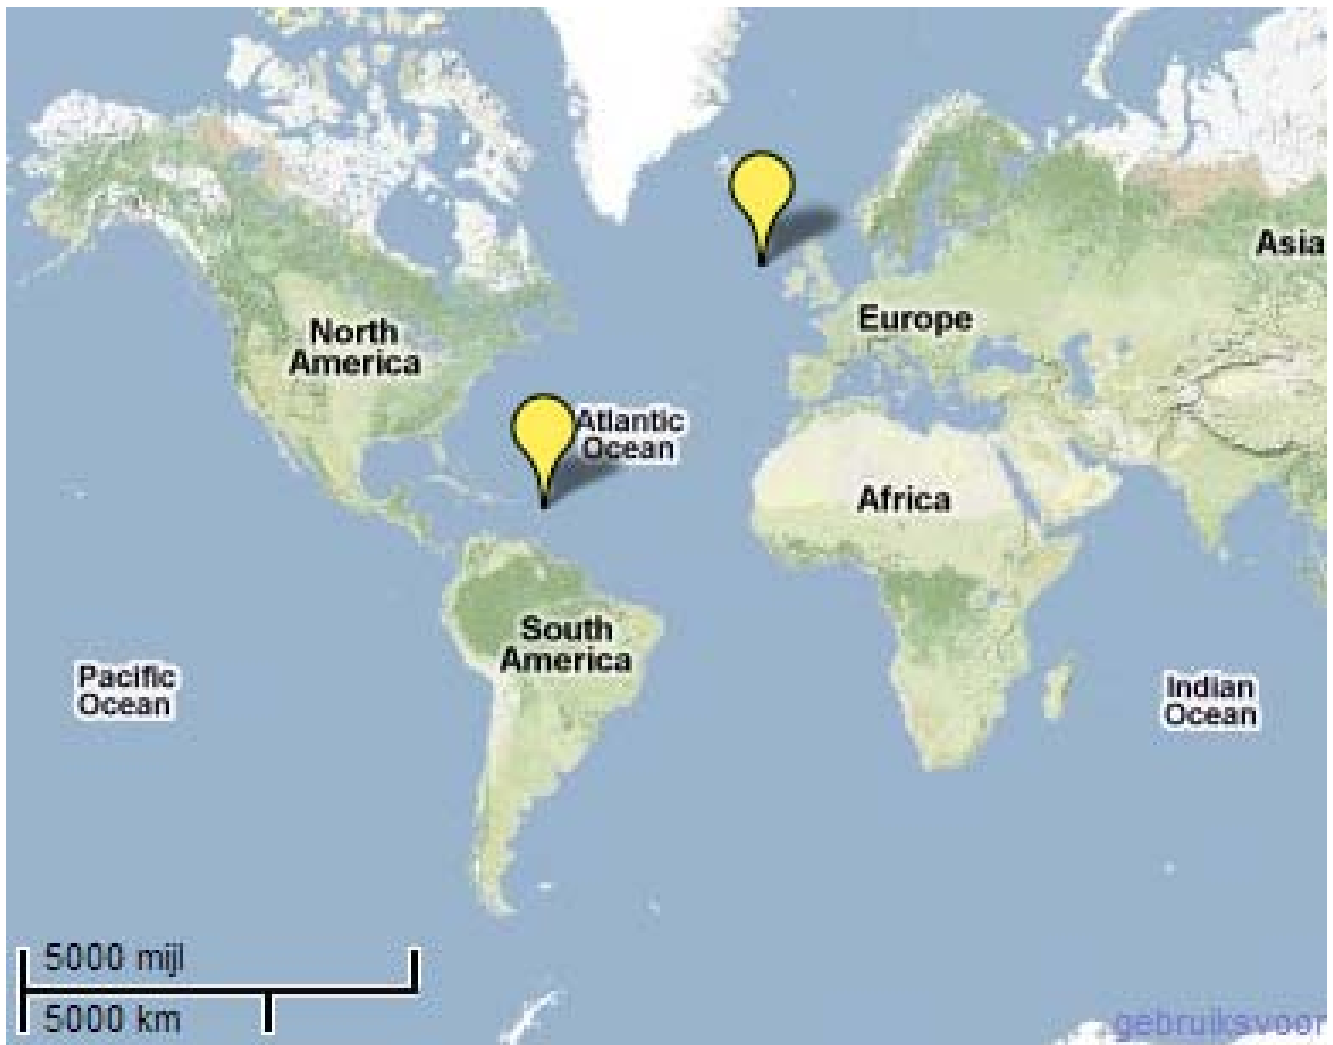 Asia
North
America
Europe
Atlantic
Ocean
Africa
South
America
Pacific
Ocean
Indian
Ocean
5000 mijl
5000 km
gebruiksvoor